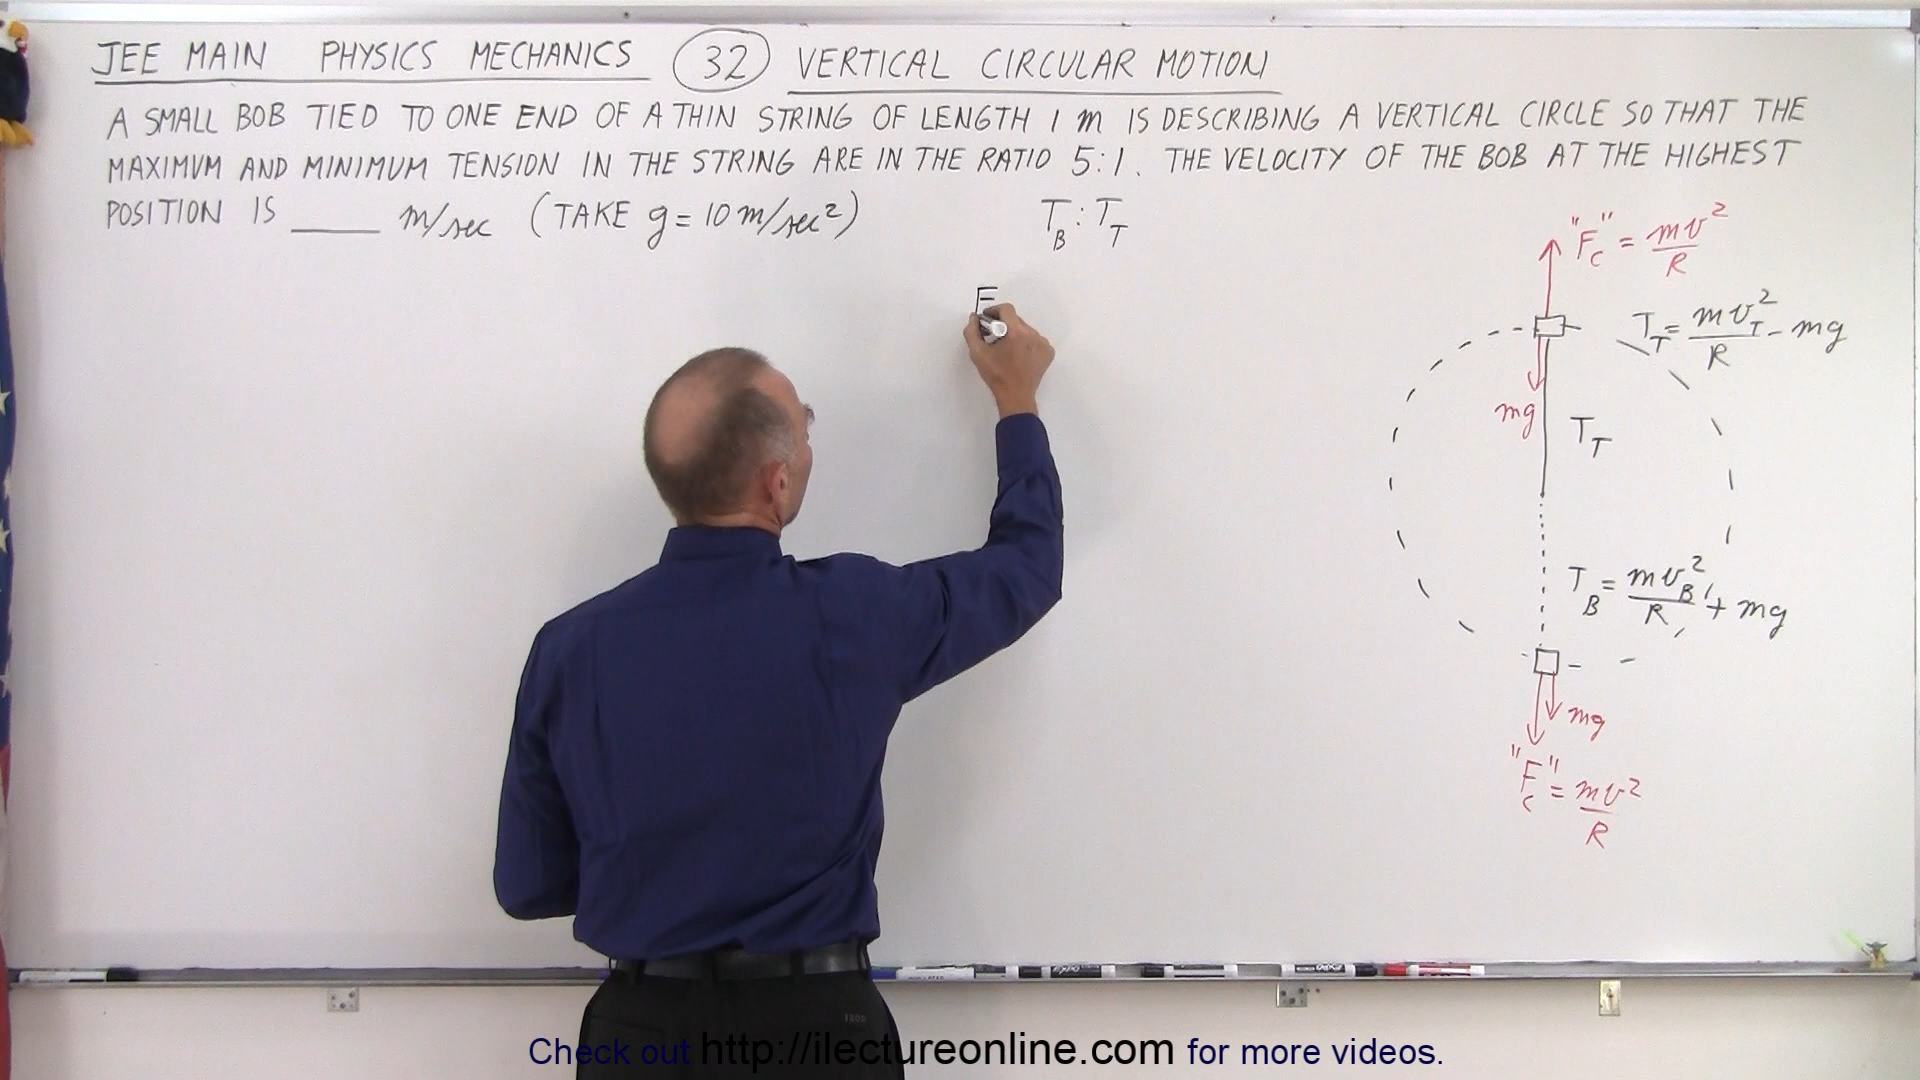 JEE MAIN PHYSICS MECHANICS (32) VERTICAL CIRCULAR MOTION
A SMALL BOB TIED TO ONE END OF A THIN STRING OF LENGTH 1 m IS DESCRIBING A VERTICAL CIRCLE SO THAT THE
MAXIMUM AND MINIMUM TENSION IN THE STRING ARE IN THE RATIO 5:1. THE VELOCITY OF THE BOB AT THE HIGHEST
POSITION IS ____ m/sec (TAKE g = 10 m/sec²)
T_B : T_T
"F_c" = mv²/R
E
T_T = mv_T²/R - mg
mg
T_T
T_B = mv_B²/R + mg
mg
"F_c" = mv²/R
IZOD
Check out http://ilectureonline.com for more videos.